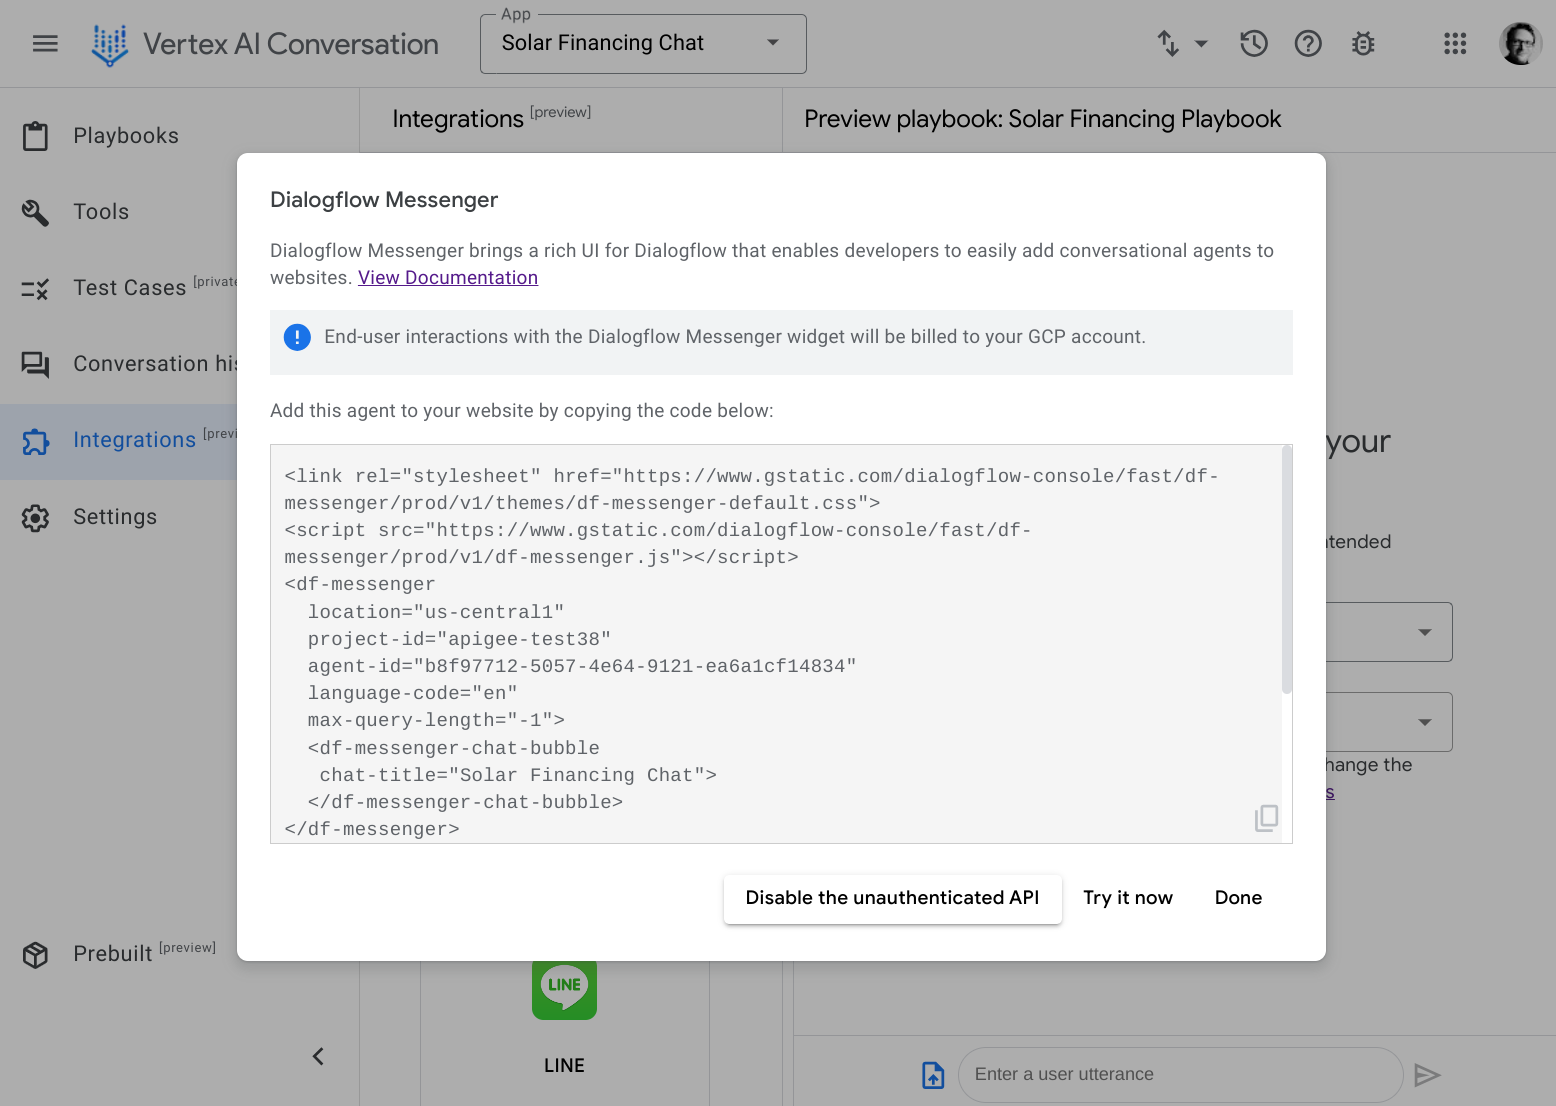 Vertex AI Conversation
App
Solar Financing Chat
Playbooks
Tools
Test Cases
Conversation
Integrations
Settings
Prebuilt [preview]
Integrations [preview]
Preview playbook: Solar Financing Playbook
Dialogflow Messenger
Dialogflow Messenger brings a rich UI for Dialogflow that enables developers to easily add conversational agents to
websites. View Documentation
End-user interactions with the Dialogflow Messenger widget will be billed to your GCP account.
Add this agent to your website by copying the code below:
<link rel="stylesheet" href="https://www.gstatic.com/dialogflow-console/fast/df-
messenger/prod/v1/themes/df-messenger-default.css">
<script src="https://www.gstatic.com/dialogflow-console/fast/df-
messenger/prod/v1/df-messenger.js"></script>
<df-messenger
  location="us-central1"
  project-id="apigee-test38"
  agent-id="b8f97712-5057-4e64-9121-ea6a1cf14834"
  language-code="en"
  max-query-length="-1">
  <df-messenger-chat-bubble
   chat-title="Solar Financing Chat">
  </df-messenger-chat-bubble>
</df-messenger>
Disable the unauthenticated API
Try it now
Done
your
the
LINE
LINE
Enter a user utterance